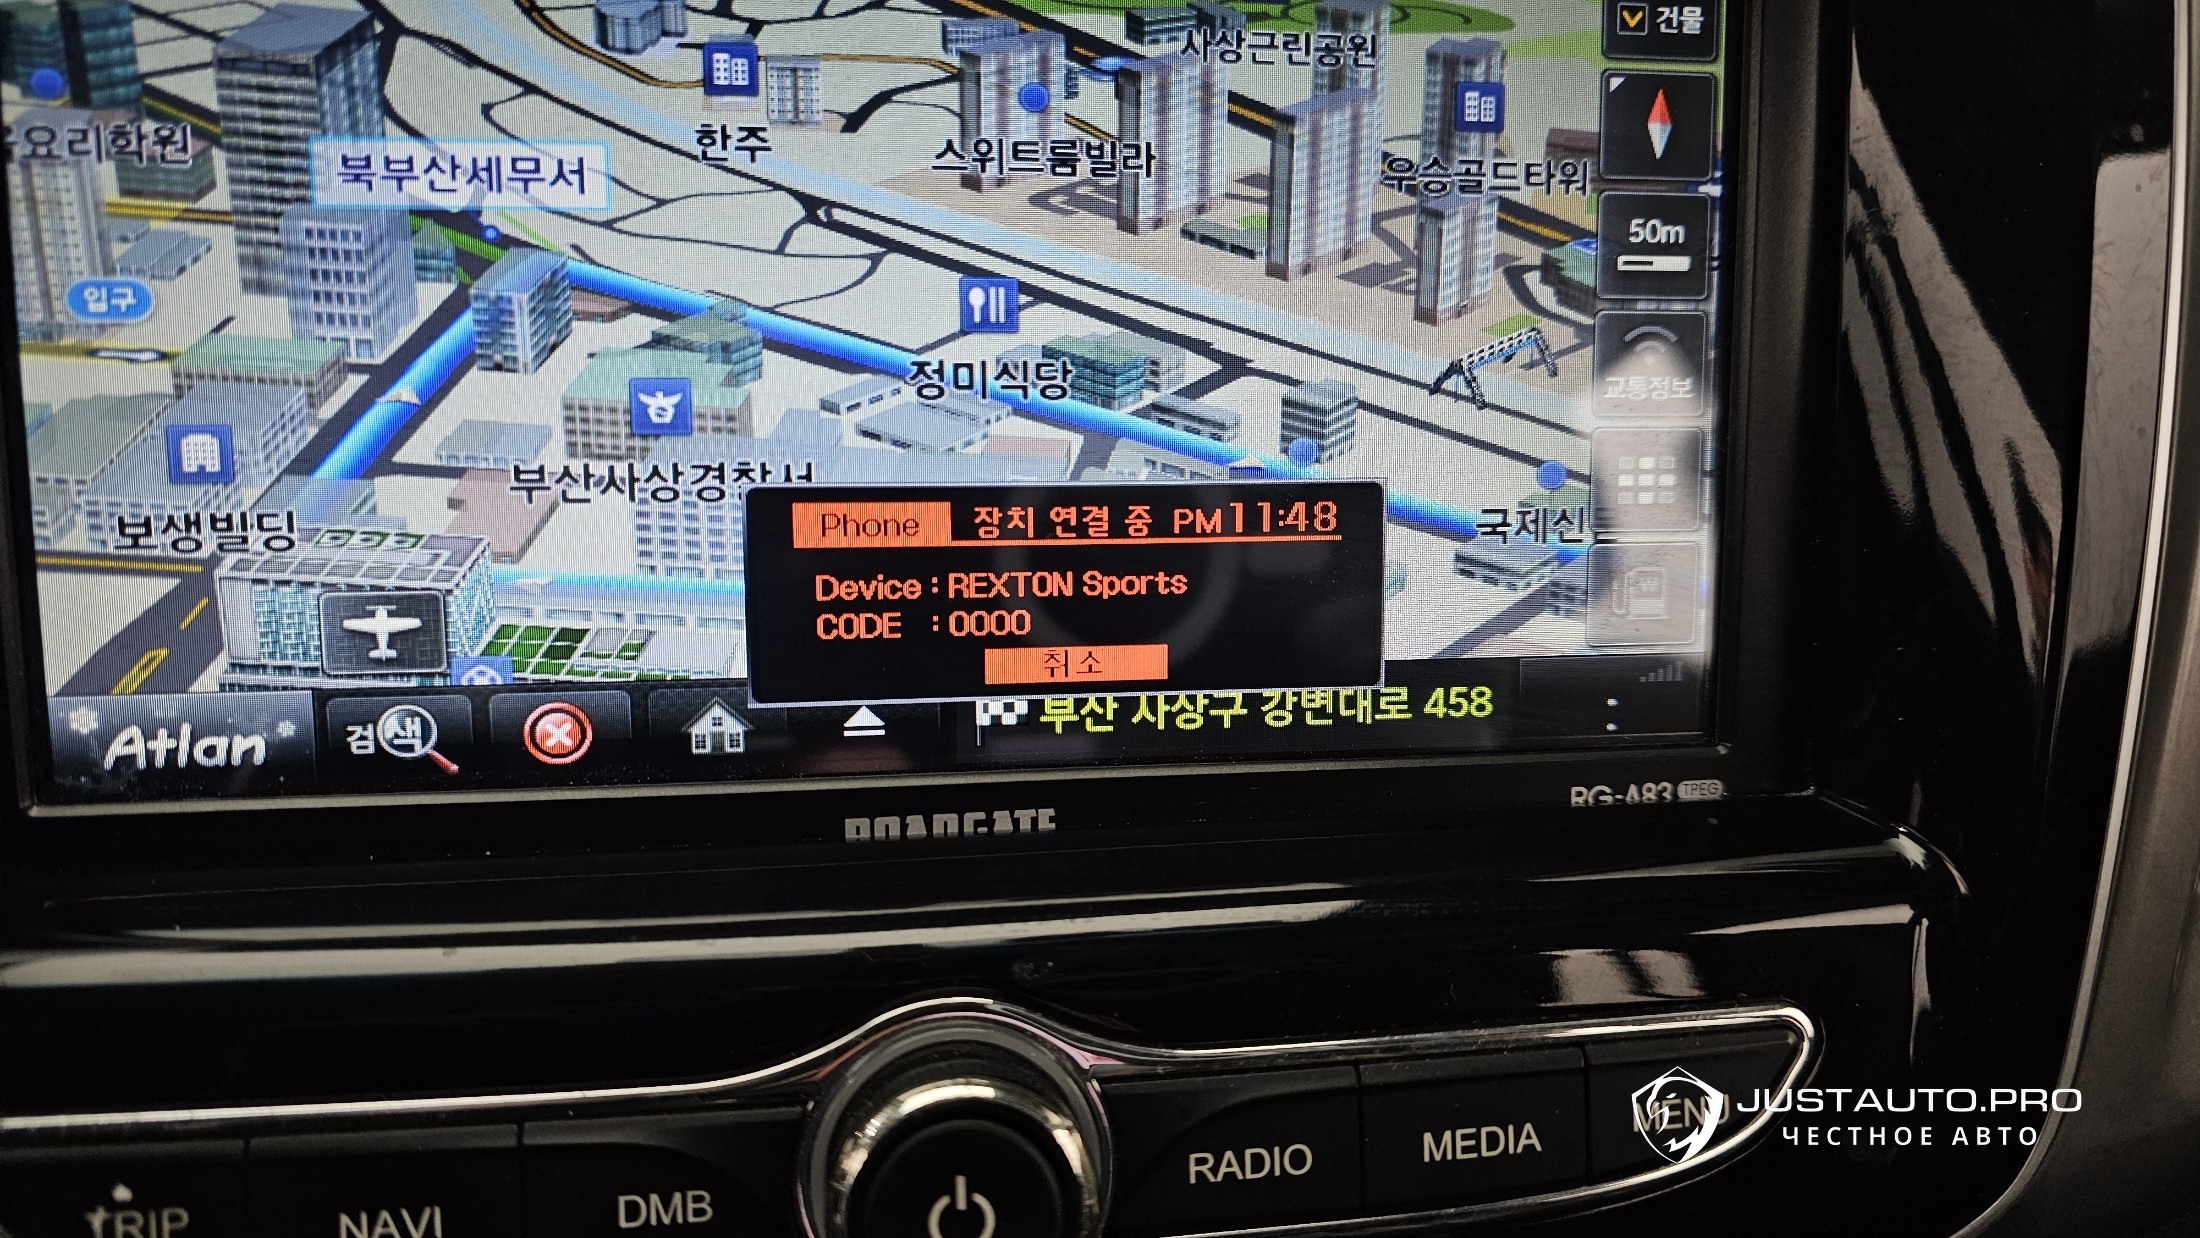 건물
사상근린공원
요리학원
한주
스위트룸빌라
북부산세무서
우승골드타워
50m
입구
정미식당
교통정보
부산사상경찰서
보생빌딩
국제신
Phone 장치 연결 중 PM 11:48
Device : REXTON Sports
CODE : 0000
취소
Atlan
검색
부산 사상구 강변대로 458
RG-A83 TPEG
ROADGATE
TRIP
NAVI
DMB
RADIO
MEDIA
MENU
JUSTAUTO.PRO
ЧЕСТНОЕ АВТО